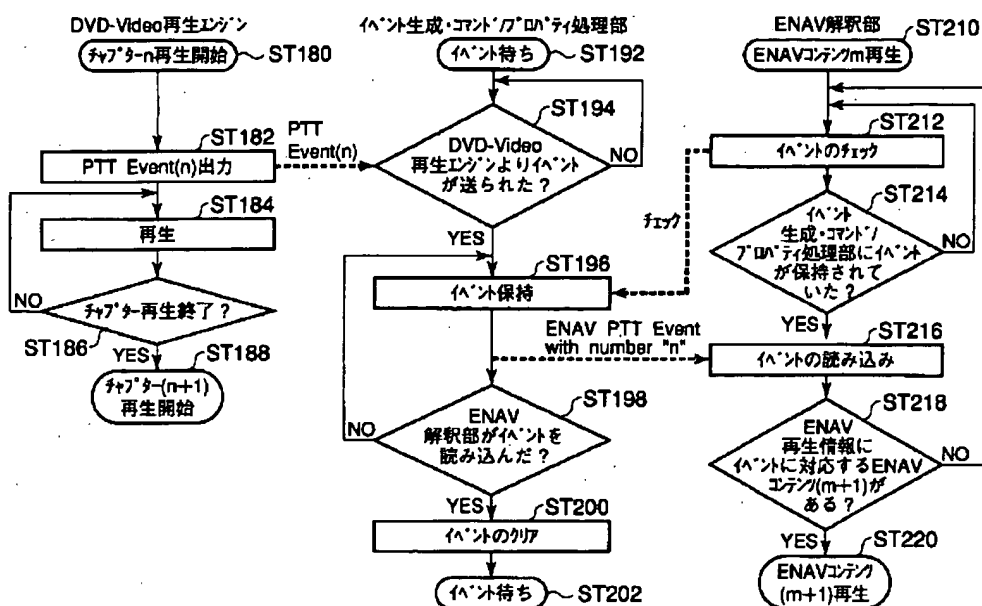 DVD-Video再生エンジン
チャプターn再生開始
ST180
ST182
PTT Event(n)出力
PTT
Event(n)
ST184
再生
NO
チャプター再生終了？
ST186
YES
ST188
チャプター(n+1)
再生開始
イベント生成・コマンド/プロパティ処理部
イベント待ち
ST192
ST194
DVD-Video
再生エンジンよりイベント
が送られた？
NO
YES
ST196
イベント保持
チェック
ENAV PTT Event
with number "n"
ST198
ENAV
解釈部がイベントを
読み込んだ？
NO
YES
ST200
イベントのクリア
イベント待ち
ST202
ENAV解釈部
ST210
ENAVコンテンツm再生
ST212
イベントのチェック
ST214
イベント
生成・コマンド/
プロパティ処理部にイベント
が保持されて
いた？
NO
YES
ST216
イベントの読み込み
ST218
ENAV
再生情報に
イベントに対応するENAV
コンテンツ(m+1)が
ある？
NO
YES
ST220
ENAVコンテンツ
(m+1)再生